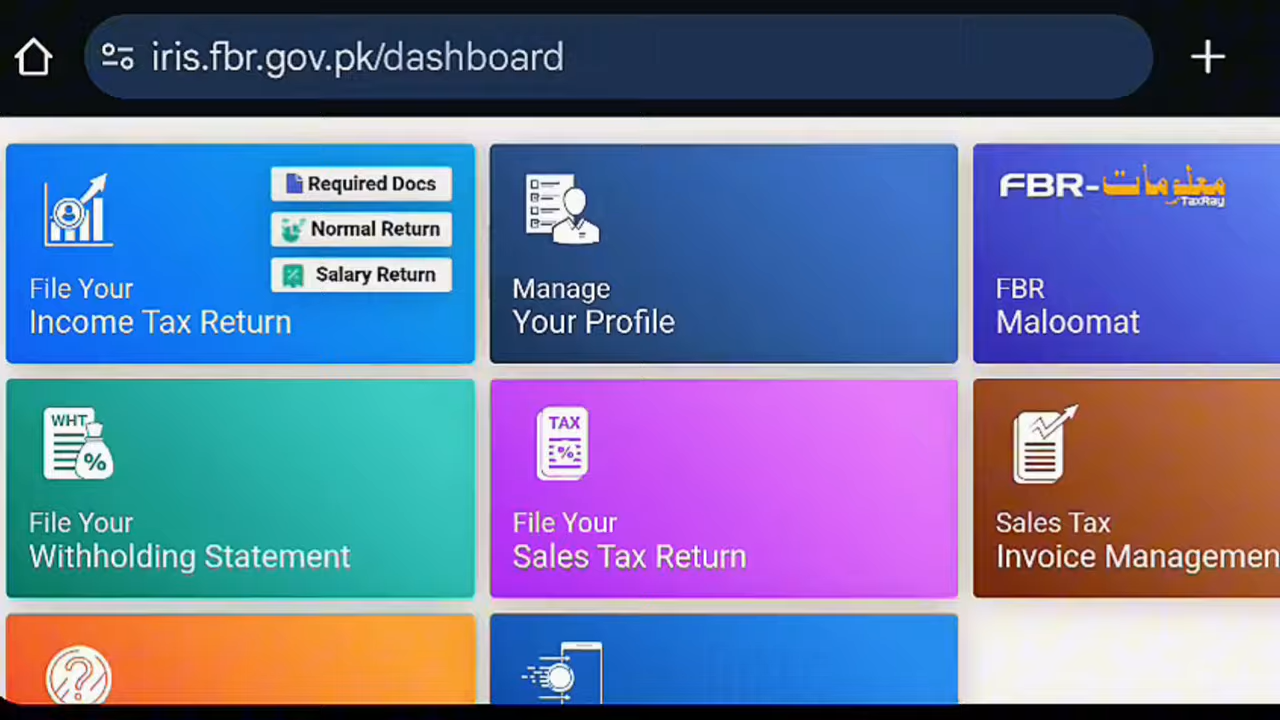 iris.fbr.gov.pk/dashboard
Required Docs
Normal Return
Salary Return
File Your
Income Tax Return
Manage
Your Profile
FBR-معلومات
TaxRay
FBR
Maloomat
WHT
%
File Your
Withholding Statement
TAX
%
File Your
Sales Tax Return
Sales Tax
Invoice Managemen
?